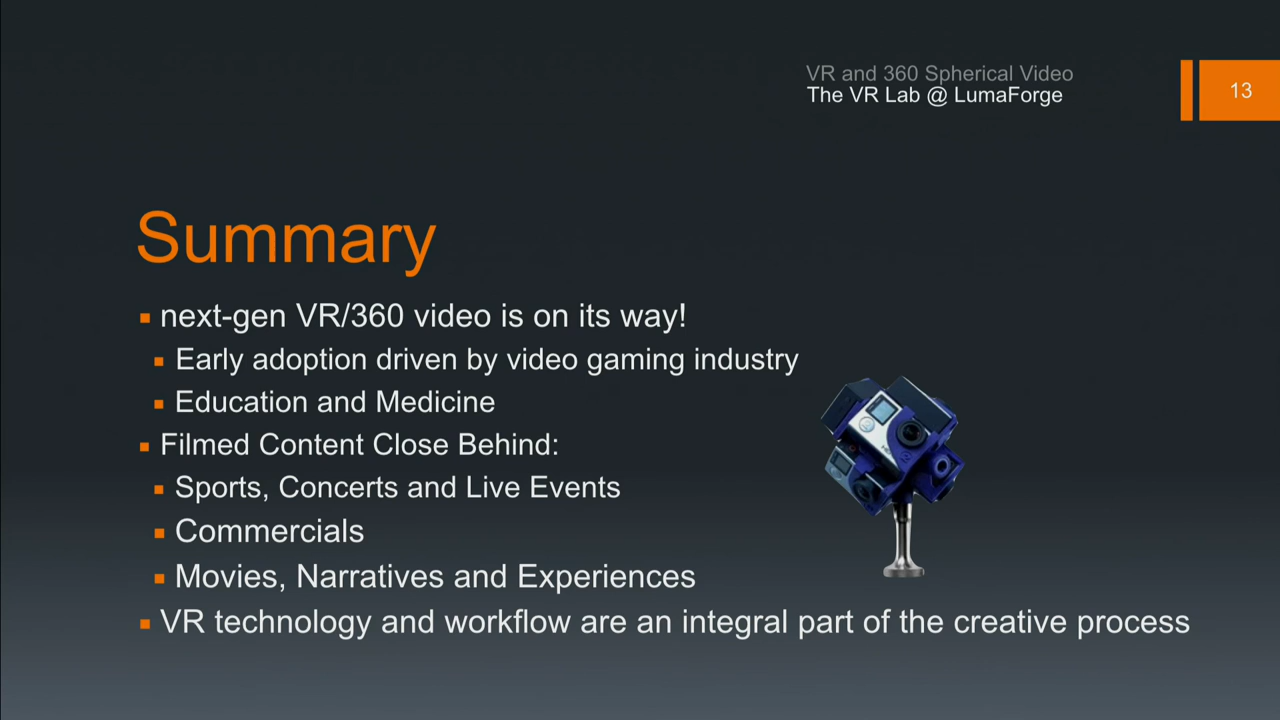 VR and 360 Spherical Video
The VR Lab @ LumaForge
13
Summary
next-gen VR/360 video is on its way!
Early adoption driven by video gaming industry
Education and Medicine
Filmed Content Close Behind:
Sports, Concerts and Live Events
Commercials
Movies, Narratives and Experiences
VR technology and workflow are an integral part of the creative process